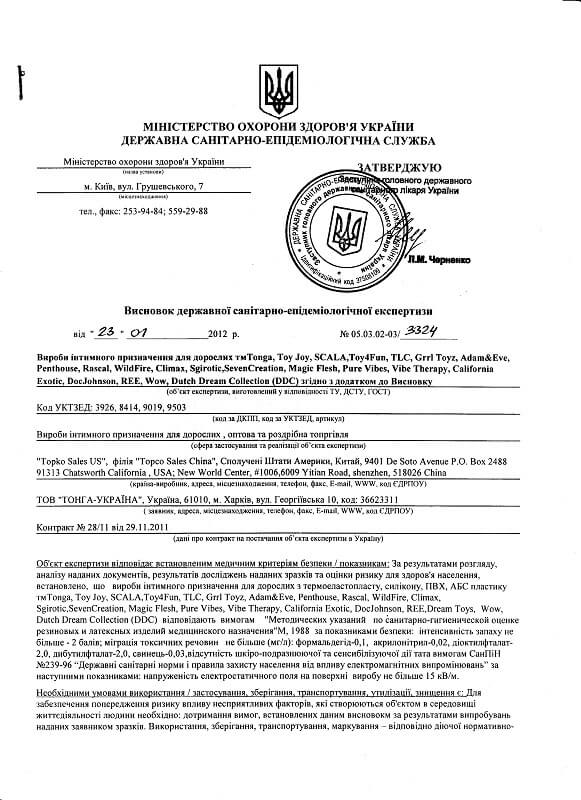 МІНІСТЕРСТВО ОХОРОНИ ЗДОРОВ'Я УКРАЇНИ
ДЕРЖАВНА САНІТАРНО-ЕПІДЕМІОЛОГІЧНА СЛУЖБА
Міністерство охорони здоров'я України
(назва установи)
м. Київ, вул. Грушевського, 7
(місцезнаходження)
тел., факс: 253-94-84; 559-29-88
ЗАТВЕРДЖУЮ
Заступник головного державного
санітарного лікаря України
Л.М. Черненко
Висновок державної санітарно-епідеміологічної експертизи
від " 23 " 01 2012 р. № 05.03.02-03/ 3324
Вироби інтимного призначення для дорослих тмTonga, Toy Joy, SCALA,Toy4Fun, TLC, Grrl Toyz, Adam&Eve,
Penthouse, Rascal, WildFire, Climax, Sgirotic,SevenCreation, Magic Flesh, Pure Vibes, Vibe Therapy, California
Exotic, DocJohnson, REE, Wow, Dutch Dream Collection (DDC) згідно з додатком до Висновку
(об'єкт експертизи, виготовлений у відповідності ТУ, ДСТУ, ГОСТ)
Код УКТЗЕД: 3926, 8414, 9019, 9503
(код за ДКПП, код за УКТЗЕД, артикул)
Вироби інтимного призначення для дорослих , оптова та роздрібна топргівля
(сфера застосування та реалізації об'єкта експертизи)
"Topko Sales US", філія "Topco Sales China", Сполучені Штати Америки, Китай, 9401 De Soto Avenue P.O. Box 2488
91313 Chatsworth California , USA; New World Center, #1006,6009 Yitian Road, shenzhen, 518026 China
(країна-виробник, адреса, місцезнаходження, телефон, факс, E-mail, WWW, код ЄДРПОУ)
ТОВ "ТОНГА-УКРАЇНА", Україна, 61010, м. Харків, вул. Георгіївська 10, код: 36623311
( заявник, адреса, місцезнаходження, телефон, факс, E-mail, WWW, код ЄДРПОУ)
Контракт № 28/11 від 29.11.2011
(дані про контракт на постачання об'єкта експертизи в Україну)
Об'єкт експертизи відповідає встановленим медичним критеріям безпеки / показникам: За результатами розгляду,
аналізу наданих документів, результатів досліджень наданих зразків та оцінки ризику для здоров'я населення,
встановлено, що вироби інтимного призначення для дорослих з термоеластопласту, силікону, ПВХ, АБС пластику
тмTonga, Toy Joy, SCALA,Toy4Fun, TLC, Grrl Toyz, Adam&Eve, Penthouse, Rascal, WildFire, Climax,
Sgirotic,SevenCreation, Magic Flesh, Pure Vibes, Vibe Therapy, California Exotic, DocJohnson, REE,Dream Toys, Wow,
Dutch Dream Collection (DDC) відповідають вимогам "Методических указаний по санитарно-гигиенической оценке
резиновых и латексных изделий медицинского назначения"М, 1988 за показниками безпеки: інтенсивність запаху не
більше - 2 балів; міграція токсичних речовин не більше (мг/л): формальдегід-0,1, акрилонітрил-0,02, діоктилфталат-
2,0, дибутилфталат-2,0, свинець-0,03,відсутність шкіро-подразнюючої та сенсибілізуючої дії тата вимогам СанПіН
№239-96 "Державні санітарні норми і правила захисту населення від впливу електромагнітних випромінювань" за
наступними показниками: напруженість електростатичного поля на поверхні виробу не більше 15 кВ/м.
Необхідними умовами використання / застосування, зберігання, транспортування, утилізації, знищення є: Для
забезпечення попередження ризику впливу несприятливих факторів, які створюються об'єктом в середовищі
життєдіяльності людини необхідно: дотримання вимог, встановлених даним висновком за результатами випробувань
наданих заявником зразків. Використання, зберігання, транспортування, маркування – відповідно діючої нормативно-